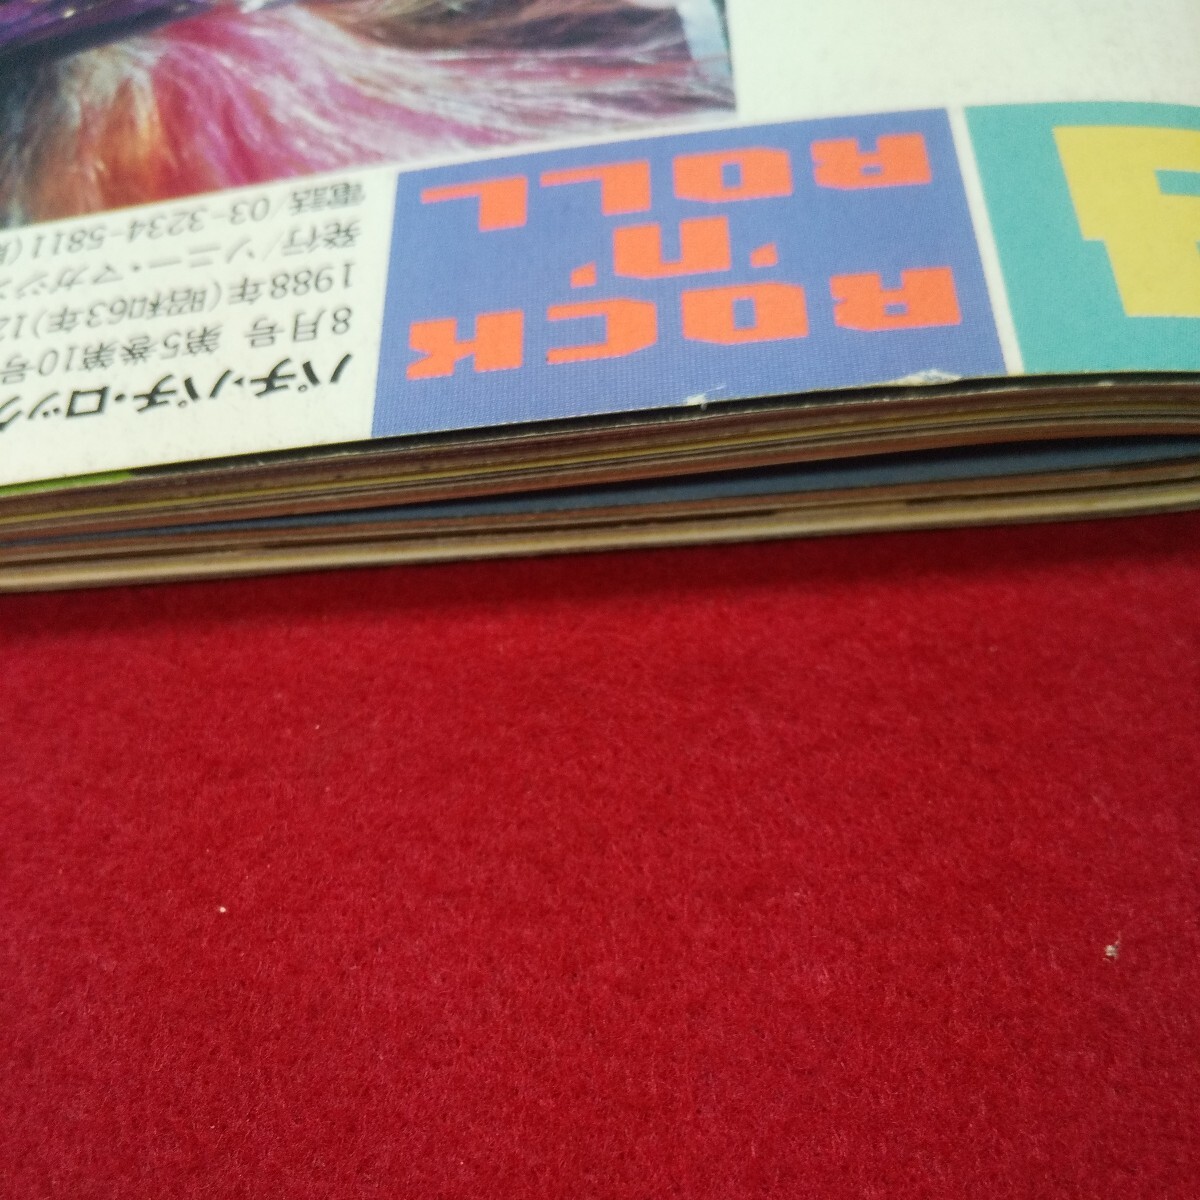 ROCK
'n'
ROLL
パチ・パチ・ロック
8月号 第5巻第10号
1988年(昭和63年)12
発行/ソニー・マガジン
電話/03-3234-5811